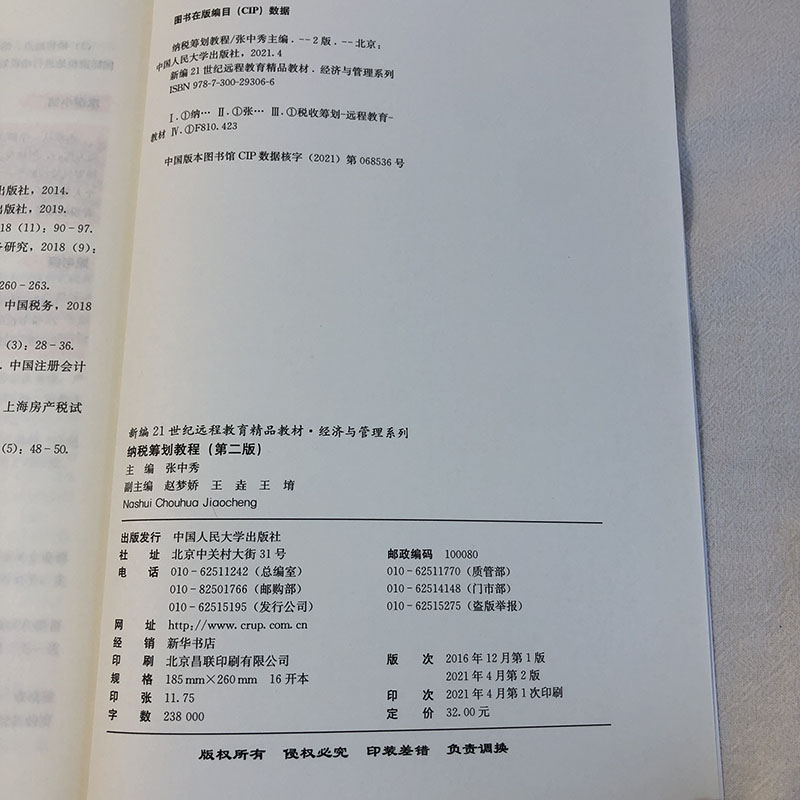 出版社，2014.
出版社，2019.
18（11）：90－97.
务研究，2018（9）：
260－263.
中国税务，2018
（3）：28－36.
．中国注册会计
上海房产税试
（5）：48－50.
图书在版编目（CIP）数据
纳税筹划教程/张中秀主编．--2版．--北京：
中国人民大学出版社，2021.4
新编21世纪远程教育精品教材．经济与管理系列
ISBN 978-7-300-29306-6
Ⅰ.①纳… Ⅱ.①张… Ⅲ.①税收筹划-远程教育-
教材 Ⅳ.①F810.423
中国版本图书馆CIP数据核字（2021）第068536号
新编21世纪远程教育精品教材·经济与管理系列
纳税筹划教程（第二版）
主 编 张中秀
副主编 赵梦娇 王 垚 王 堉
Nashui Chouhua Jiaocheng
出版发行 中国人民大学出版社
社 址 北京中关村大街31号 邮政编码 100080
电 话 010－62511242（总编室） 010－62511770（质管部）
010－82501766（邮购部） 010－62514148（门市部）
010－62515195（发行公司） 010－62515275（盗版举报）
网 址 http://www.crup.com.cn
经 销 新华书店
印 刷 北京昌联印刷有限公司 版 次 2016年12月第1版
规 格 185mm×260mm 16开本 2021年4月第2版
印 张 11.75 印 次 2021年4月第1次印刷
字 数 238 000 定 价 32.00元
版权所有 侵权必究 印装差错 负责调换